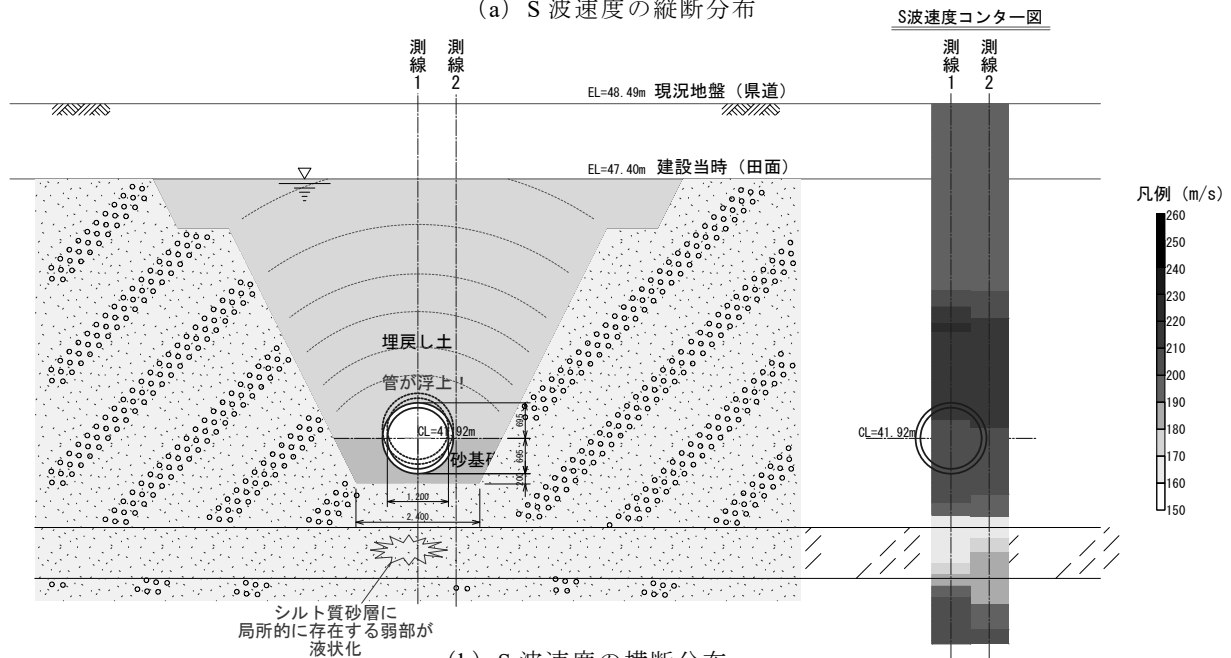 (a) S波速度の縦断分布
S波速度コンター図
測線1
測線2
測線1
測線2
EL=48.49m 現況地盤（県道）
EL=47.40m 建設当時（田面）
凡例 (m/s)
260
250
240
230
220
210
200
190
180
170
160
150
埋戻し土
管が浮上！
CL=41.92m
CL=41.92m
砂基礎
695
695
200
1,200
2,400
シルト質砂層に
局所的に存在する弱部が
液状化
(b) S波速度の横断分布